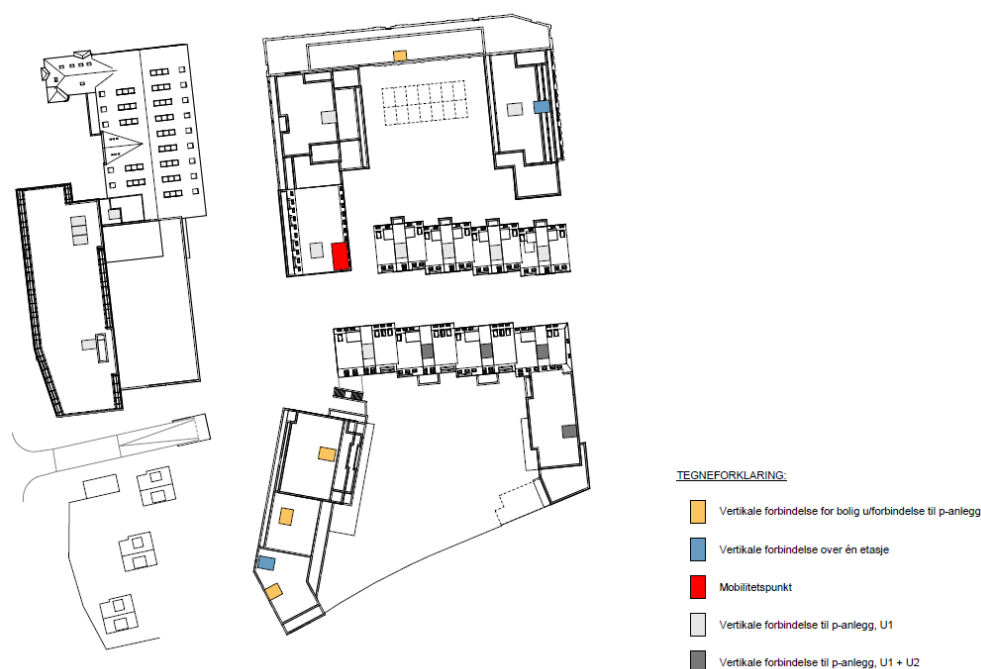 TEGNEFORKLARING:
Vertikale forbindelse for bolig u/forbindelse til p-anlegg
Vertikale forbindelse over én etasje
Mobilitetspunkt
Vertikale forbindelse til p-anlegg, U1
Vertikale forbindelse til p-anlegg, U1 + U2